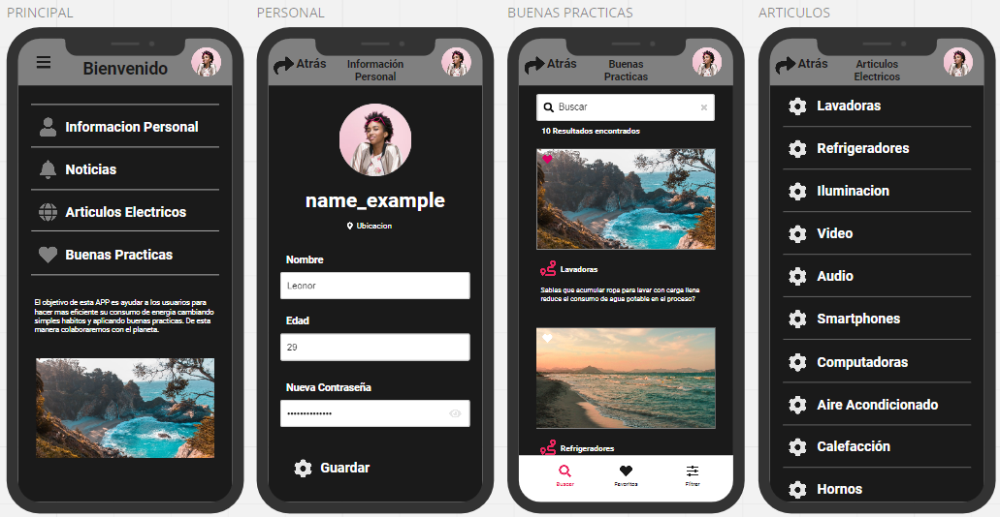 PRINCIPAL
Bienvenido
Informacion Personal
Noticias
Articulos Electricos
Buenas Practicas
El objetivo de esta APP es ayudar a los usuarios para
hacer mas eficiente su consumo de energia cambiando
simples habitos y aplicando buenas practicas. De esta
manera colaboraremos con el planeta.
PERSONAL
Atrás
Información
Personal
name_example
Ubicacion
Nombre
Leonor
Edad
29
Nueva Contraseña
Guardar
BUENAS PRACTICAS
Atrás
Buenas
Practicas
Buscar
10 Resultados encontrados
Lavadoras
Sabias que acumular ropa para lavar con carga llena
reduce el consumo de agua potable en el proceso?
Refrigeradores
Buscar
Favoritos
Filtrar
ARTICULOS
Atrás
Articulos
Electicos
Lavadoras
Refrigeradores
Iluminacion
Video
Audio
Smartphones
Computadoras
Aire Acondicionado
Calefacción
Hornos